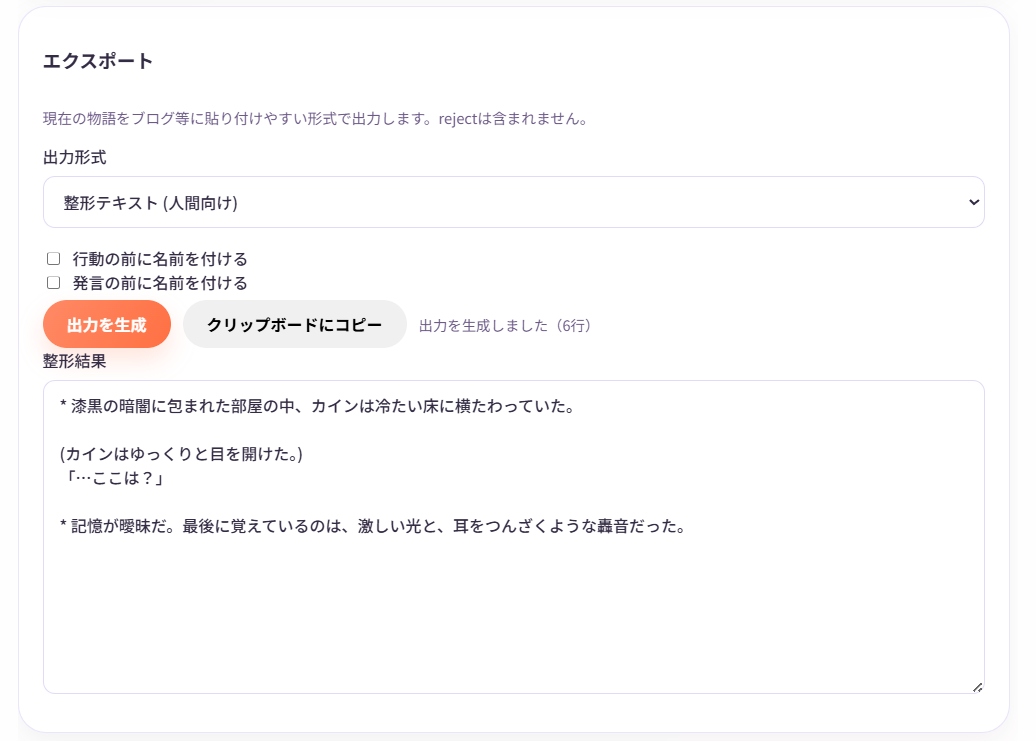 エクスポート
現在の物語をブログ等に貼り付けやすい形式で出力します。rejectは含まれません。
出力形式
整形テキスト (人間向け)
行動の前に名前を付ける
発言の前に名前を付ける
出力を生成 クリップボードにコピー 出力を生成しました（6行）
整形結果
* 漆黒の暗闇に包まれた部屋の中、カインは冷たい床に横たわっていた。
(カインはゆっくりと目を開けた。)
「…ここは？」
* 記憶が曖昧だ。最後に覚えているのは、激しい光と、耳をつんざくような轟音だった。